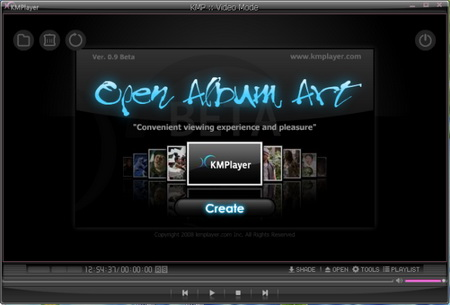 KMPlayer
KMP :: Video Mode
Ver. 0.9 Beta
www.kmplayer.com
Open Album Art
BETA
"Convenient viewing experience and pleasure"
KMPlayer
Create
Copyright 2008 kmplayer.com Inc. All Rights Reserved.
12:54:37/00:00:00
SHADE
OPEN
TOOLS
PLAYLIST